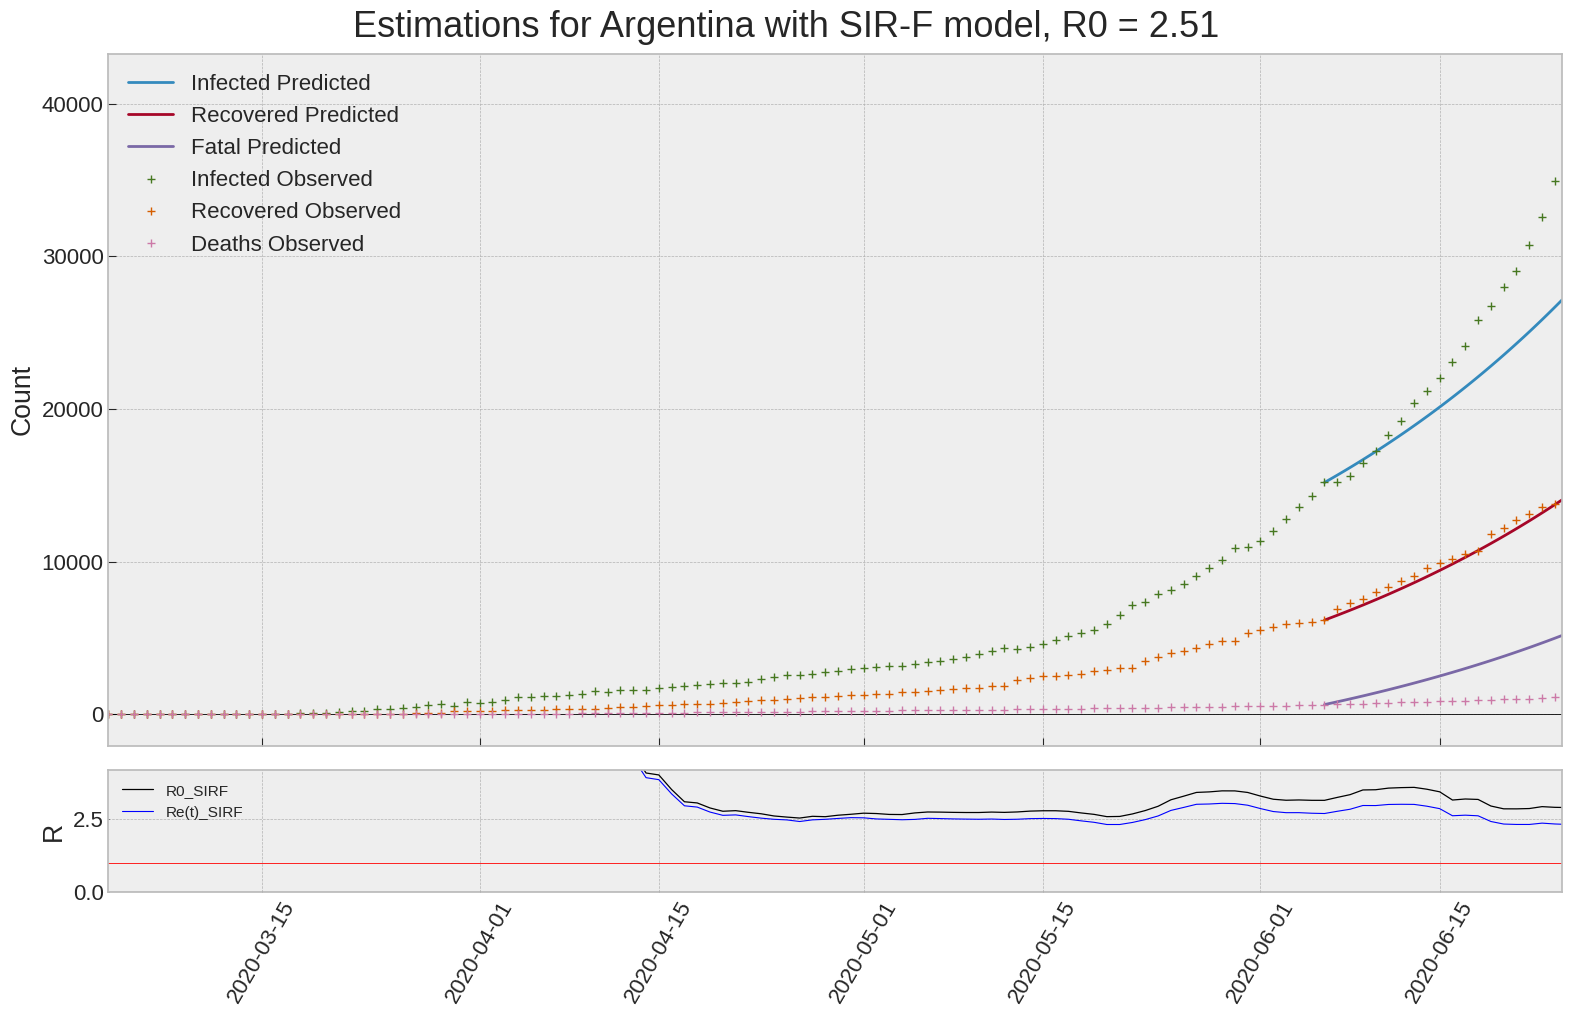 Estimations for Argentina with SIR-F model, R0 = 2.51
Infected Predicted
Recovered Predicted
Fatal Predicted
Infected Observed
Recovered Observed
Deaths Observed
40000
30000
20000
10000
0
Count
R0_SIRF
Re(t)_SIRF
2.5
0.0
R
2020-03-15
2020-04-01
2020-04-15
2020-05-01
2020-05-15
2020-06-01
2020-06-15